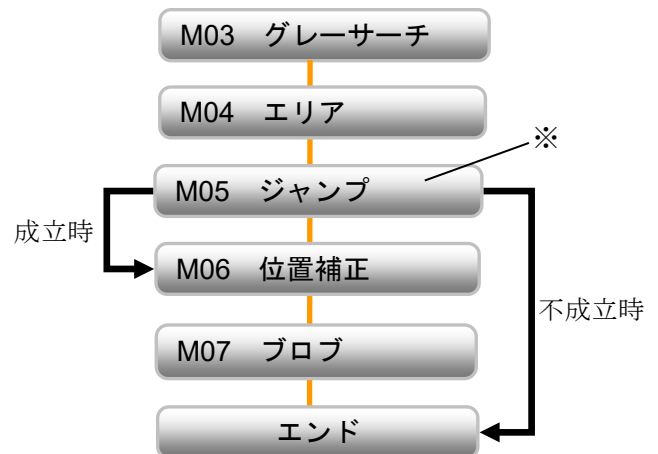 M03 グレーサーチ
M04 エリア
※
M05 ジャンプ
成立時
M06 位置補正
不成立時
M07 ブロブ
エンド